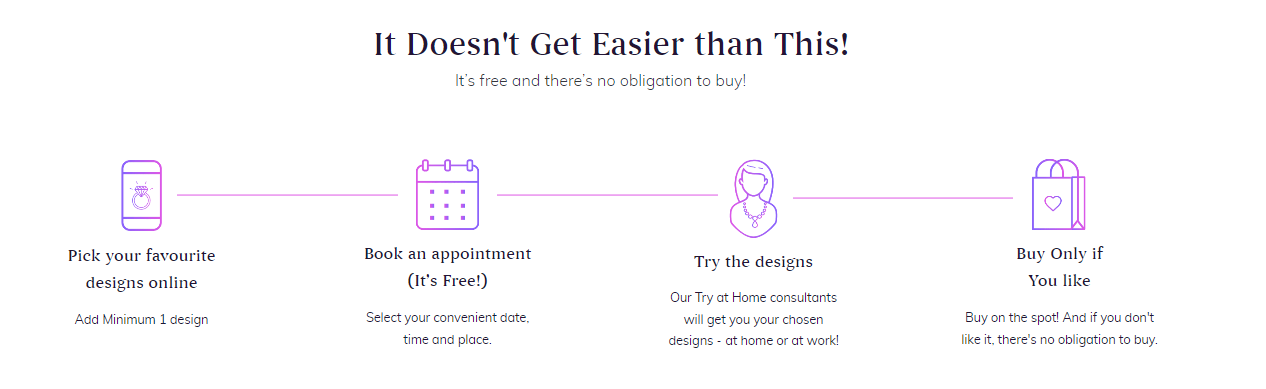 It Doesn't Get Easier than This!
It's free and there's no obligation to buy!
Pick your favourite
designs online
Add Minimum 1 design
Book an appointment
(It's Free!)
Select your convenient date,
time and place.
Try the designs
Our Try at Home consultants
will get you your chosen
designs - at home or at work!
Buy Only if
You like
Buy on the spot! And if you don't
like it, there's no obligation to buy.